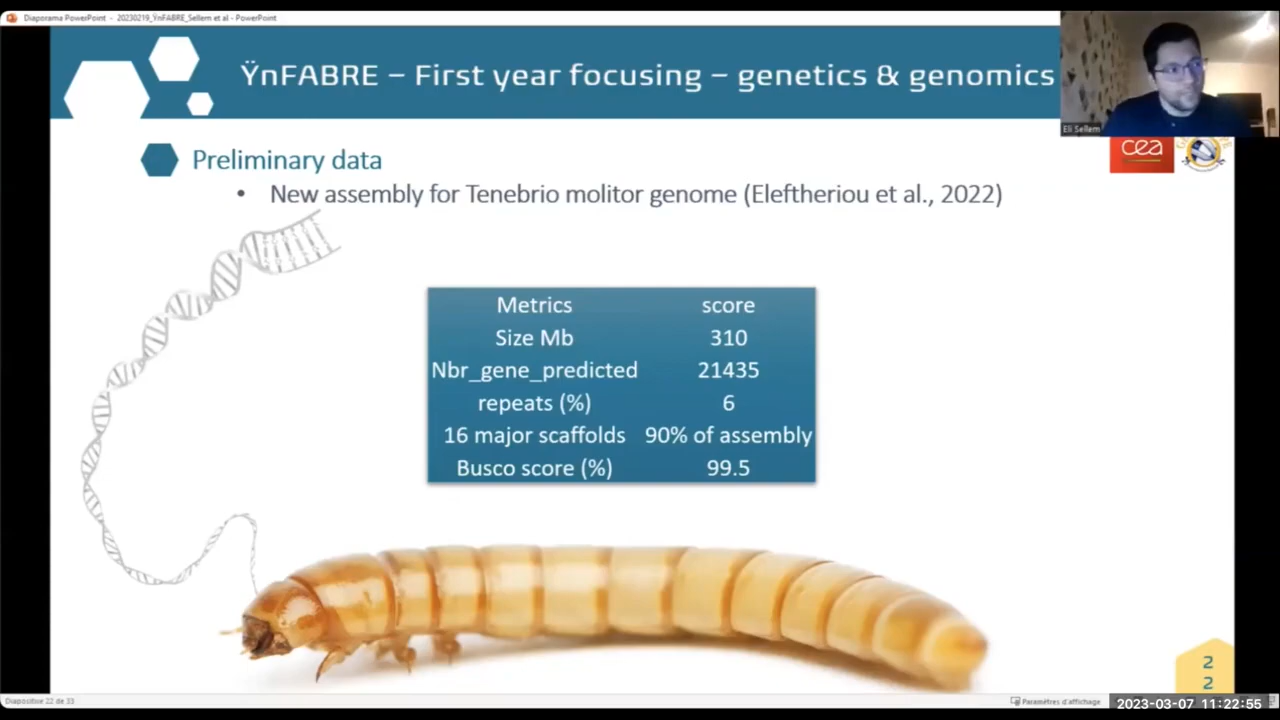 Diaporama PowerPoint - 20230219_ŸnFABRE_Sellem et al - PowerPoint
ŸnFABRE – First year focusing – genetics & genomics
Eli Sellem
cea
Preliminary data
• New assembly for Tenebrio molitor genome (Eleftheriou et al., 2022)
Metrics score
Size Mb 310
Nbr_gene_predicted 21435
repeats (%) 6
16 major scaffolds 90% of assembly
Busco score (%) 99.5
2
2
Diapositive 22 de 33
Paramètres d'affichage
2023-03-07 11:22:55